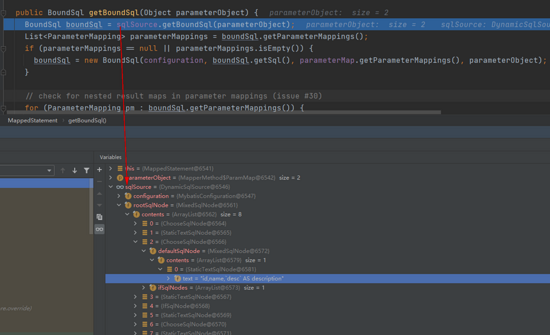 public BoundSql getBoundSql(Object parameterObject) {   parameterObject:  size = 2
BoundSql boundSql = sqlSource.getBoundSql(parameterObject);   parameterObject:  size = 2   sqlSource: DynamicSqlSou
List<ParameterMapping> parameterMappings = boundSql.getParameterMappings();
if (parameterMappings == null || parameterMappings.isEmpty()) {
boundSql = new BoundSql(configuration, boundSql.getSql(), parameterMap.getParameterMappings(), parameterObject);
}
// check for nested result maps in parameter mappings (issue #30)
for (ParameterMapping pm : boundSql.getParameterMappings()) {
MappedStatement > getBoundSql()
Variables
this = {MappedStatement@6541}
parameterObject = {MapperMethod$ParamMap@6542}  size = 2
sqlSource = {DynamicSqlSource@6546}
configuration = {MybatisConfiguration@6547}
rootSqlNode = {MixedSqlNode@6561}
contents = {ArrayList@6562}  size = 8
0 = {ChooseSqlNode@6564}
1 = {StaticTextSqlNode@6565}
2 = {ChooseSqlNode@6566}
defaultSqlNode = {MixedSqlNode@6572}
contents = {ArrayList@6579}  size = 1
0 = {StaticTextSqlNode@6581}
text = "id,name,`desc` AS description"
ifSqlNodes = {ArrayList@6573}  size = 1
3 = {StaticTextSqlNode@6567}
4 = {IfSqlNode@6568}
5 = {StaticTextSqlNode@6569}
6 = {ChooseSqlNode@6570}
7 = {StaticTextSqlNode@6571}